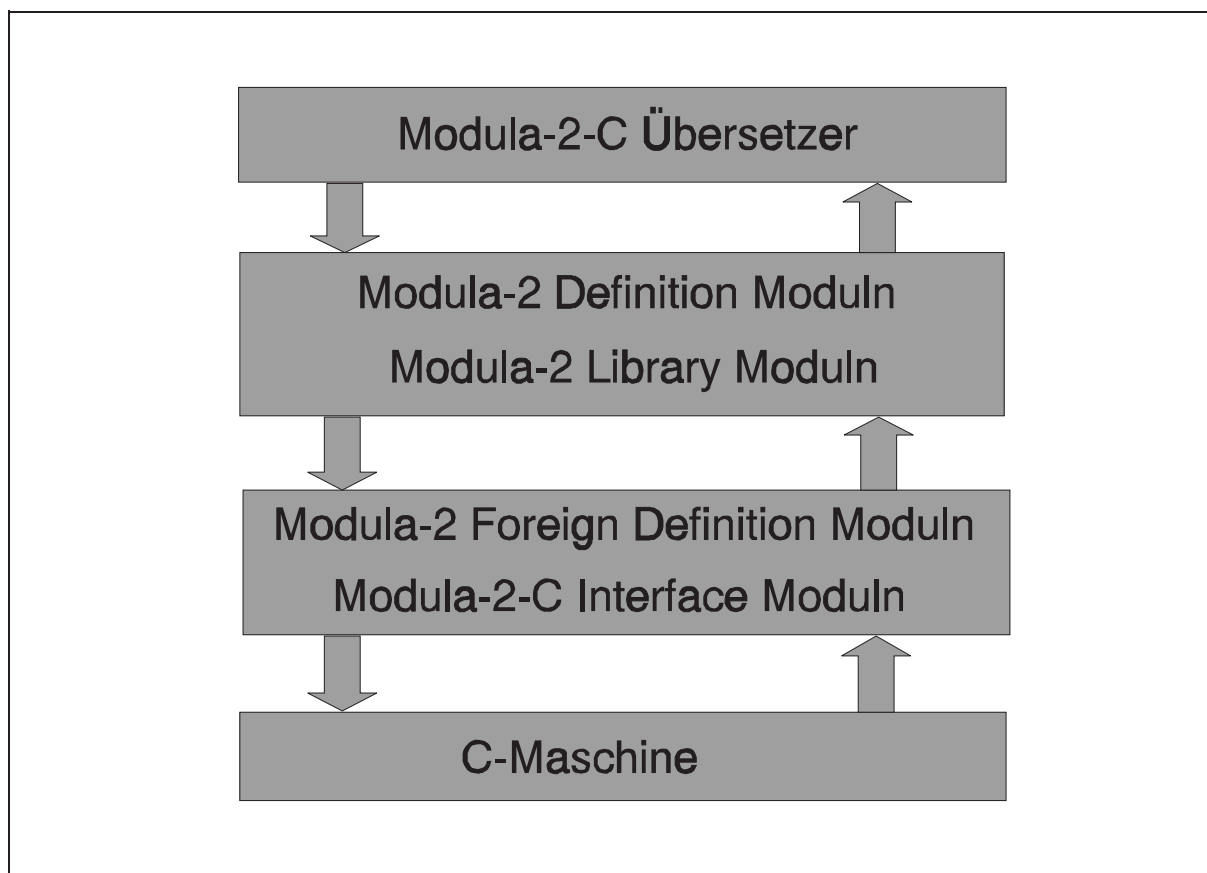 Modula-2-C Übersetzer
Modula-2 Definition Moduln
Modula-2 Library Moduln
Modula-2 Foreign Definition Moduln
Modula-2-C Interface Moduln
C-Maschine